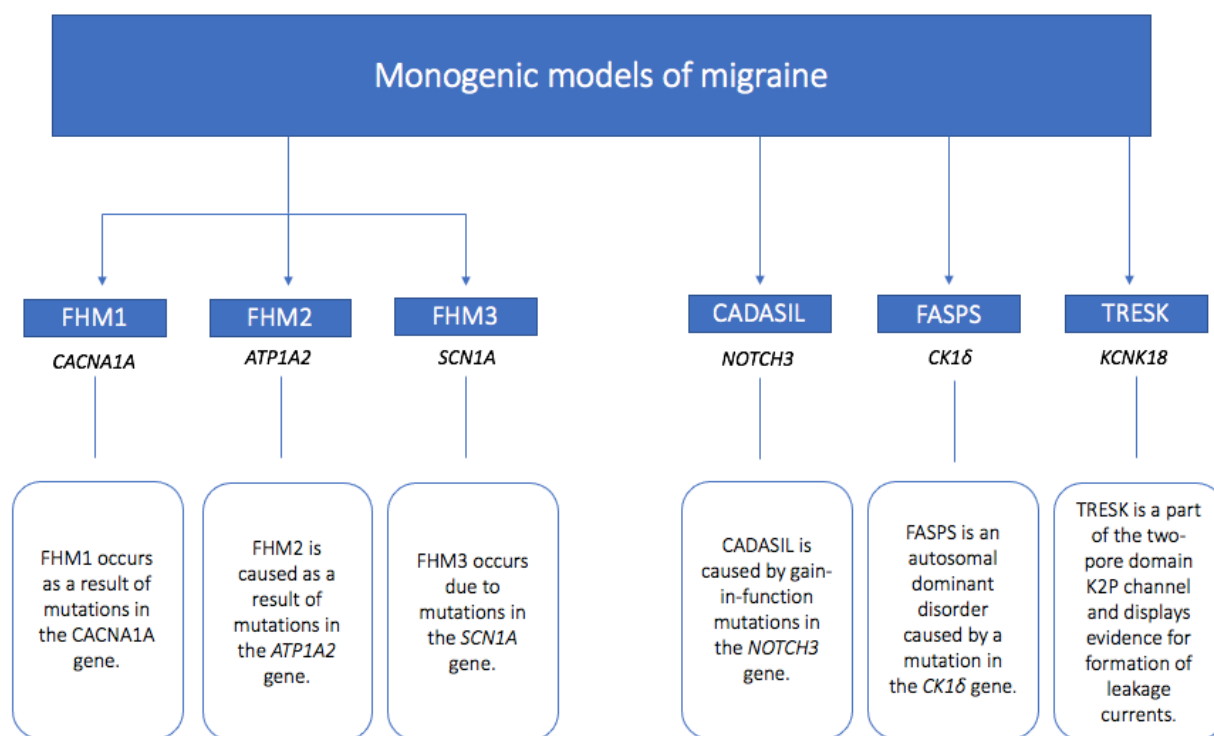 Monogenic models of migraine
FHM1
CACNA1A
FHM2
ATP1A2
FHM3
SCN1A
CADASIL
NOTCH3
FASPS
CK1δ
TRESK
KCNK18
FHM1 occurs
as a result of
mutations in
the CACNA1A
gene.
FHM2 is
caused as a
result of
mutations in
the ATP1A2
gene.
FHM3 occurs
due to
mutations in
the SCN1A
gene.
CADASIL is
caused by gain-
in-function
mutations in
the NOTCH3
gene.
FASPS is an
autosomal
dominant
disorder
caused by a
mutation in
the CK1δ gene.
TRESK is a part
of the two-
pore domain
K2P channel
and displays
evidence for
formation of
leakage
currents.